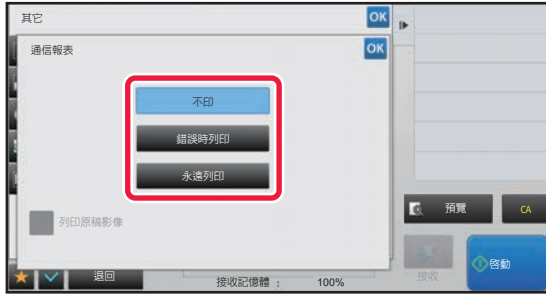 其它 OK
通信報表 OK
不印
錯誤時列印
永遠列印
列印原稿影像
預覽 CA
接收 啓動
退回
接收記憶體 : 100%